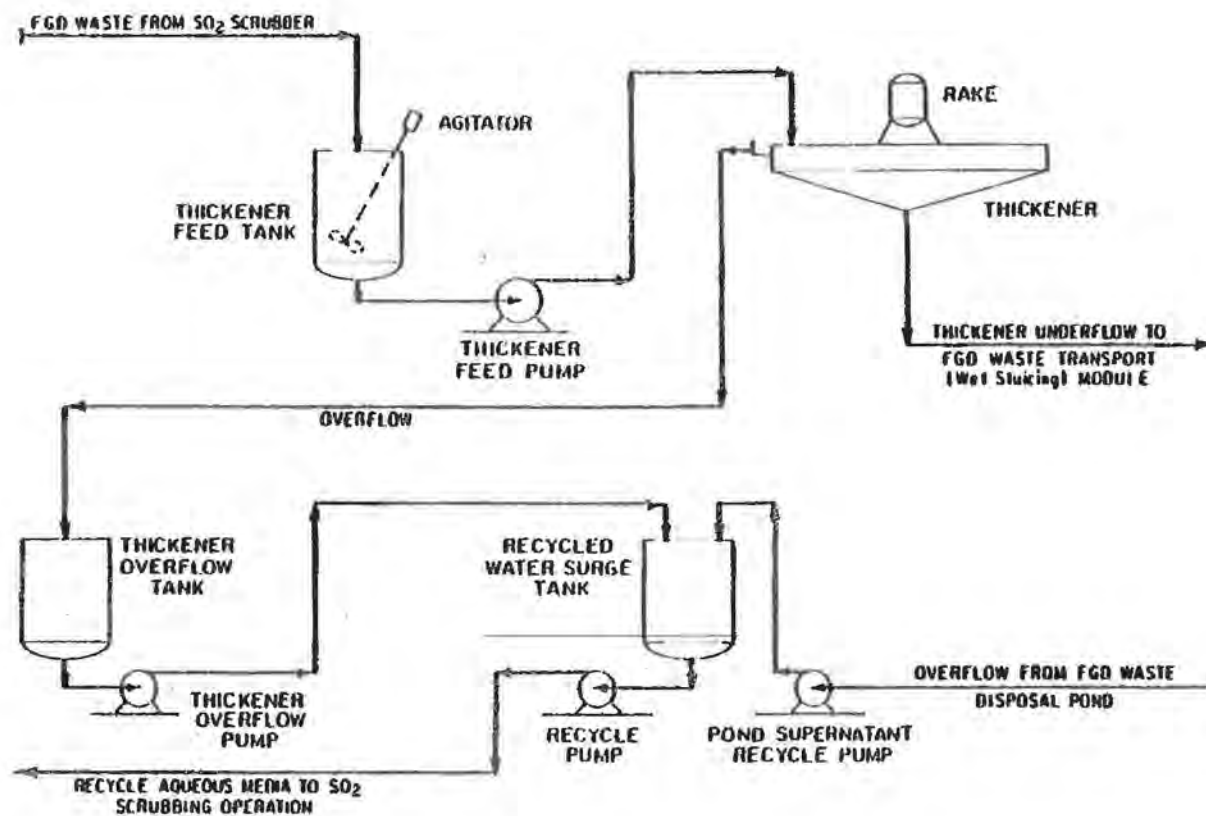 FGD WASTE FROM SO2 SCRUBBER
AGITATOR
RAKE
THICKENER
FEED TANK
THICKENER
THICKENER
FEED PUMP
THICKENER UNDERFLOW TO
FGD WASTE TRANSPORT
(Wet Sluicing) MODULE
OVERFLOW
THICKENER
OVERFLOW
TANK
RECYCLED
WATER SURGE
TANK
OVERFLOW FROM FGD WASTE
DISPOSAL POND
THICKENER
OVERFLOW
PUMP
RECYCLE
PUMP
POND SUPERNATANT
RECYCLE PUMP
RECYCLE AQUEOUS MEDIA TO SO2
SCRUBBING OPERATION